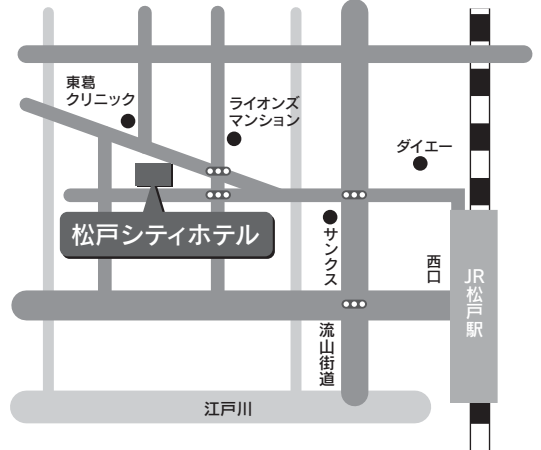 東葛
クリニック
ライオンズ
マンション
ダイエー
松戸シティホテル
サンクス
西口
JR松戸駅
流山街道
江戸川